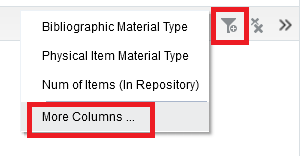 Bibliographic Material Type
Physical Item Material Type
Num of Items (In Repository)
More Columns ...